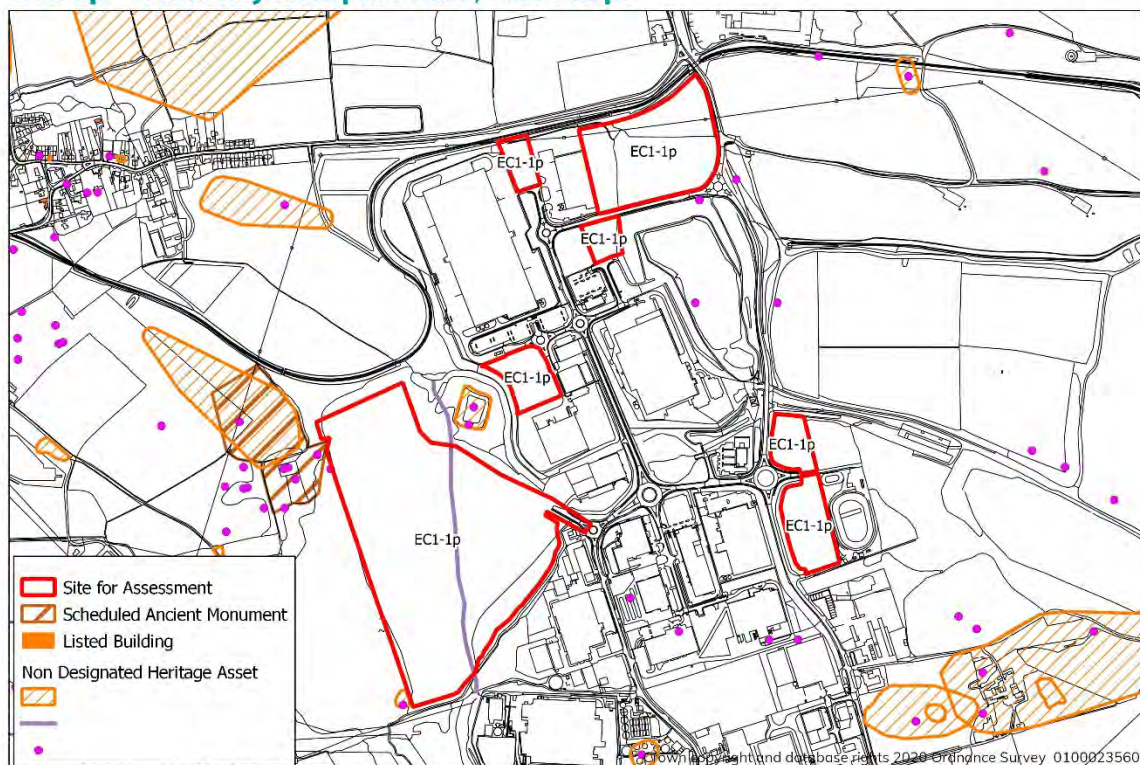 EC1-1p
EC1-1p
EC1-1p
EC1-1p
EC1-1p
EC1-1p
EC1-1p
Site for Assessment
Scheduled Ancient Monument
Listed Building
Non Designated Heritage Asset
Crown copyright and database rights 2020 Ordnance Survey 0100023560